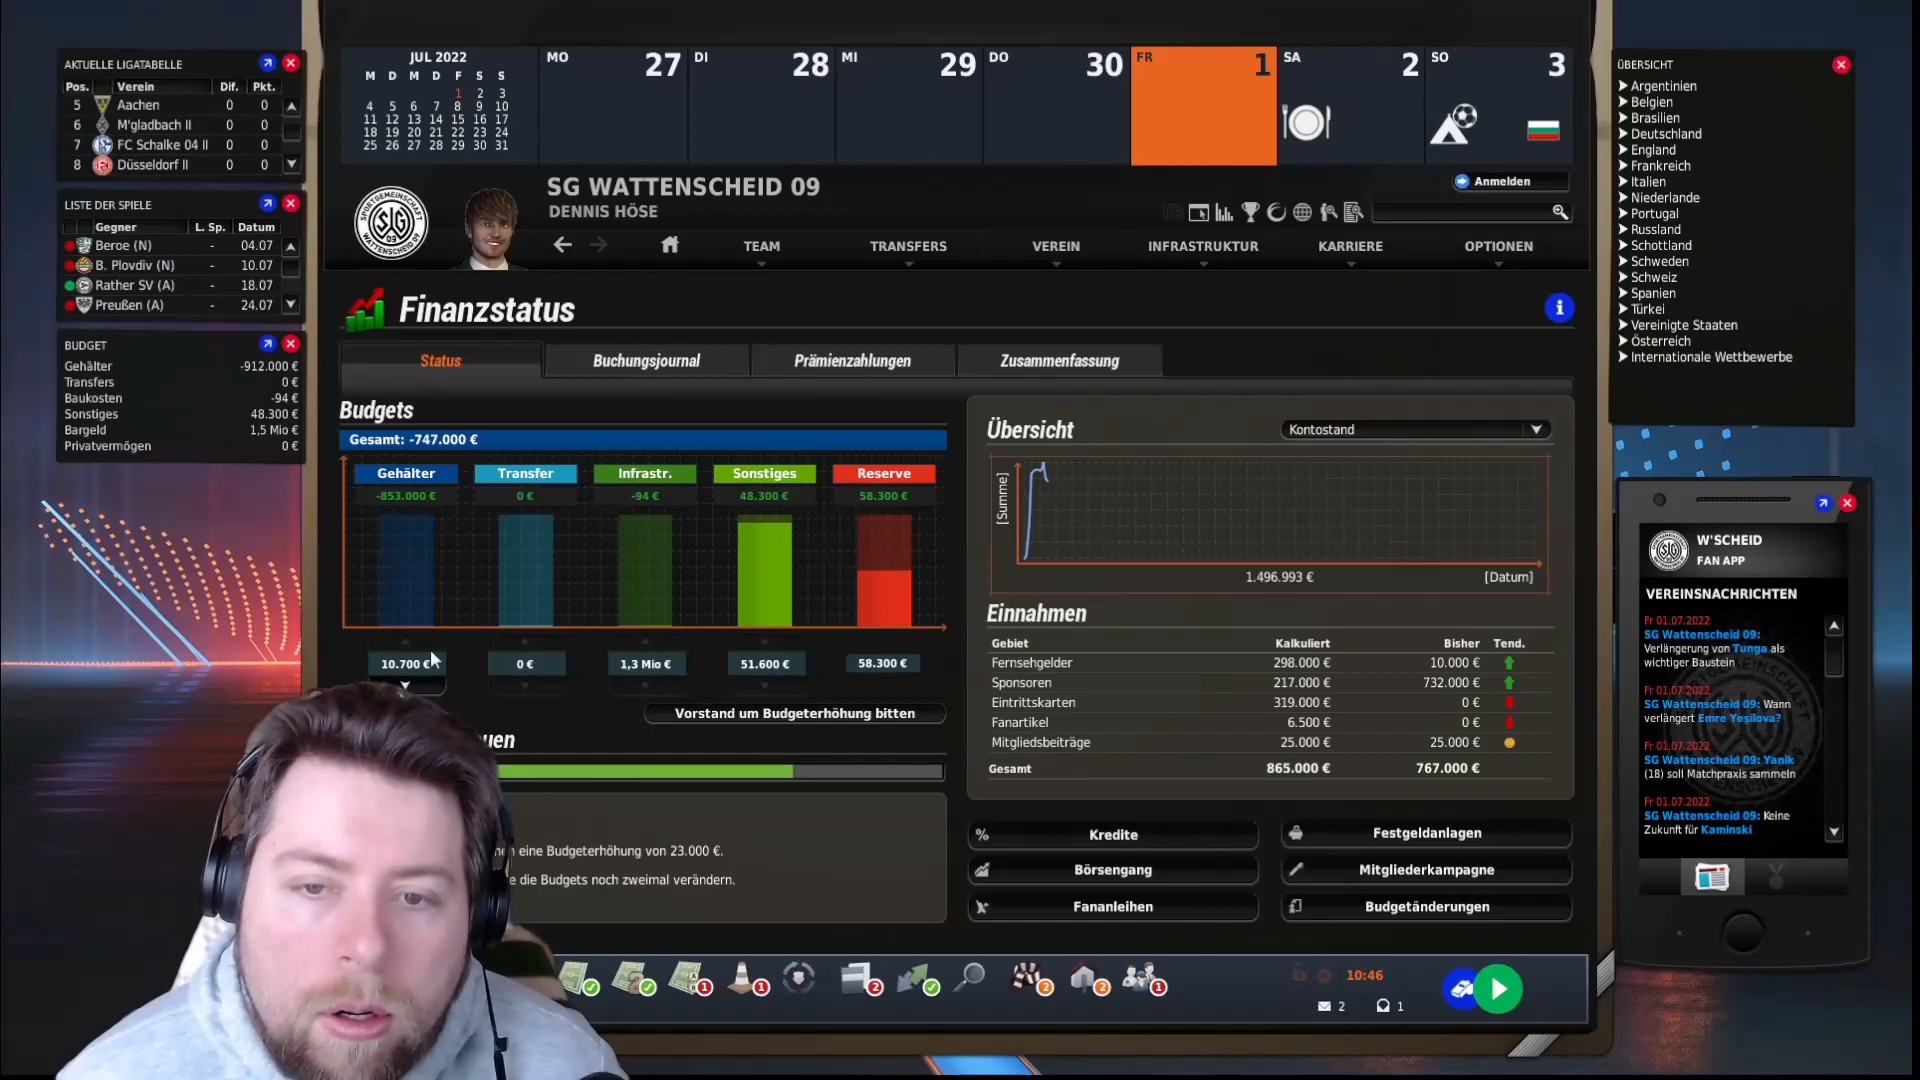 AKTUELLE LIGATABELLE
Pos. Verein Dif. Pkt.
5 Aachen 0 0
6 M'gladbach II 0 0
7 FC Schalke 04 II 0 0
8 Düsseldorf II 0 0
LISTE DER SPIELE
Gegner L. Sp. Datum
Beroe (N) - 04.07
B. Plovdiv (N) - 10.07
Rather SV (A) - 18.07
Preußen (A) - 24.07
BUDGET
Gehälter -912.000 €
Transfers 0 €
Baukosten -94 €
Sonstiges 48.300 €
Bargeld 1,5 Mio €
Privatvermögen 0 €
JUL 2022
M D M D F S S
1 2 3
4 5 6 7 8 9 10
11 12 13 14 15 16 17
18 19 20 21 22 23 24
25 26 27 28 29 30 31
MO 27 DI 28 MI 29 DO 30 FR 1 SA 2 SO 3
SG WATTENSCHEID 09
DENNIS HÖSE
Anmelden
TEAM TRANSFERS VEREIN INFRASTRUKTUR KARRIERE OPTIONEN
Finanzstatus
Status Buchungsjournal Prämienzahlungen Zusammenfassung
Budgets
Gesamt: -747.000 €
Gehälter Transfer Infrastr. Sonstiges Reserve
-853.000 € 0 € -94 € 48.300 € 58.300 €
10.700 € 0 € 1,3 Mio € 51.600 € 58.300 €
Vorstand um Budgeterhöhung bitten
uen
eine Budgeterhöhung von 23.000 €.
die Budgets noch zweimal verändern.
Übersicht
Kontostand
[Summe]
1.496.993 € [Datum]
Einnahmen
Gebiet Kalkuliert Bisher Tend.
Fernsehgelder 298.000 € 10.000 €
Sponsoren 217.000 € 732.000 €
Eintrittskarten 319.000 € 0 €
Fanartikel 6.500 € 0 €
Mitgliedsbeiträge 25.000 € 25.000 €
Gesamt 865.000 € 767.000 €
Kredite
Festgeldanlagen
Börsengang
Mitgliederkampagne
Fananleihen
Budgetänderungen
1 1 2 2 2 1
10:46
2 1
ÜBERSICHT
Argentinien
Belgien
Brasilien
Deutschland
England
Frankreich
Italien
Niederlande
Portugal
Russland
Schottland
Schweden
Schweiz
Spanien
Türkei
Vereinigte Staaten
Österreich
Internationale Wettbewerbe
W'SCHEID
FAN APP
VEREINSNACHRICHTEN
Fr 01.07.2022
SG Wattenscheid 09:
Verlängerung von Tunga als
wichtiger Baustein
Fr 01.07.2022
SG Wattenscheid 09: Wann
verlängert Emre Yeşilova?
Fr 01.07.2022
SG Wattenscheid 09: Yanik
(18) soll Matchpraxis sammeln
Fr 01.07.2022
SG Wattenscheid 09: Keine
Zukunft für Kaminski